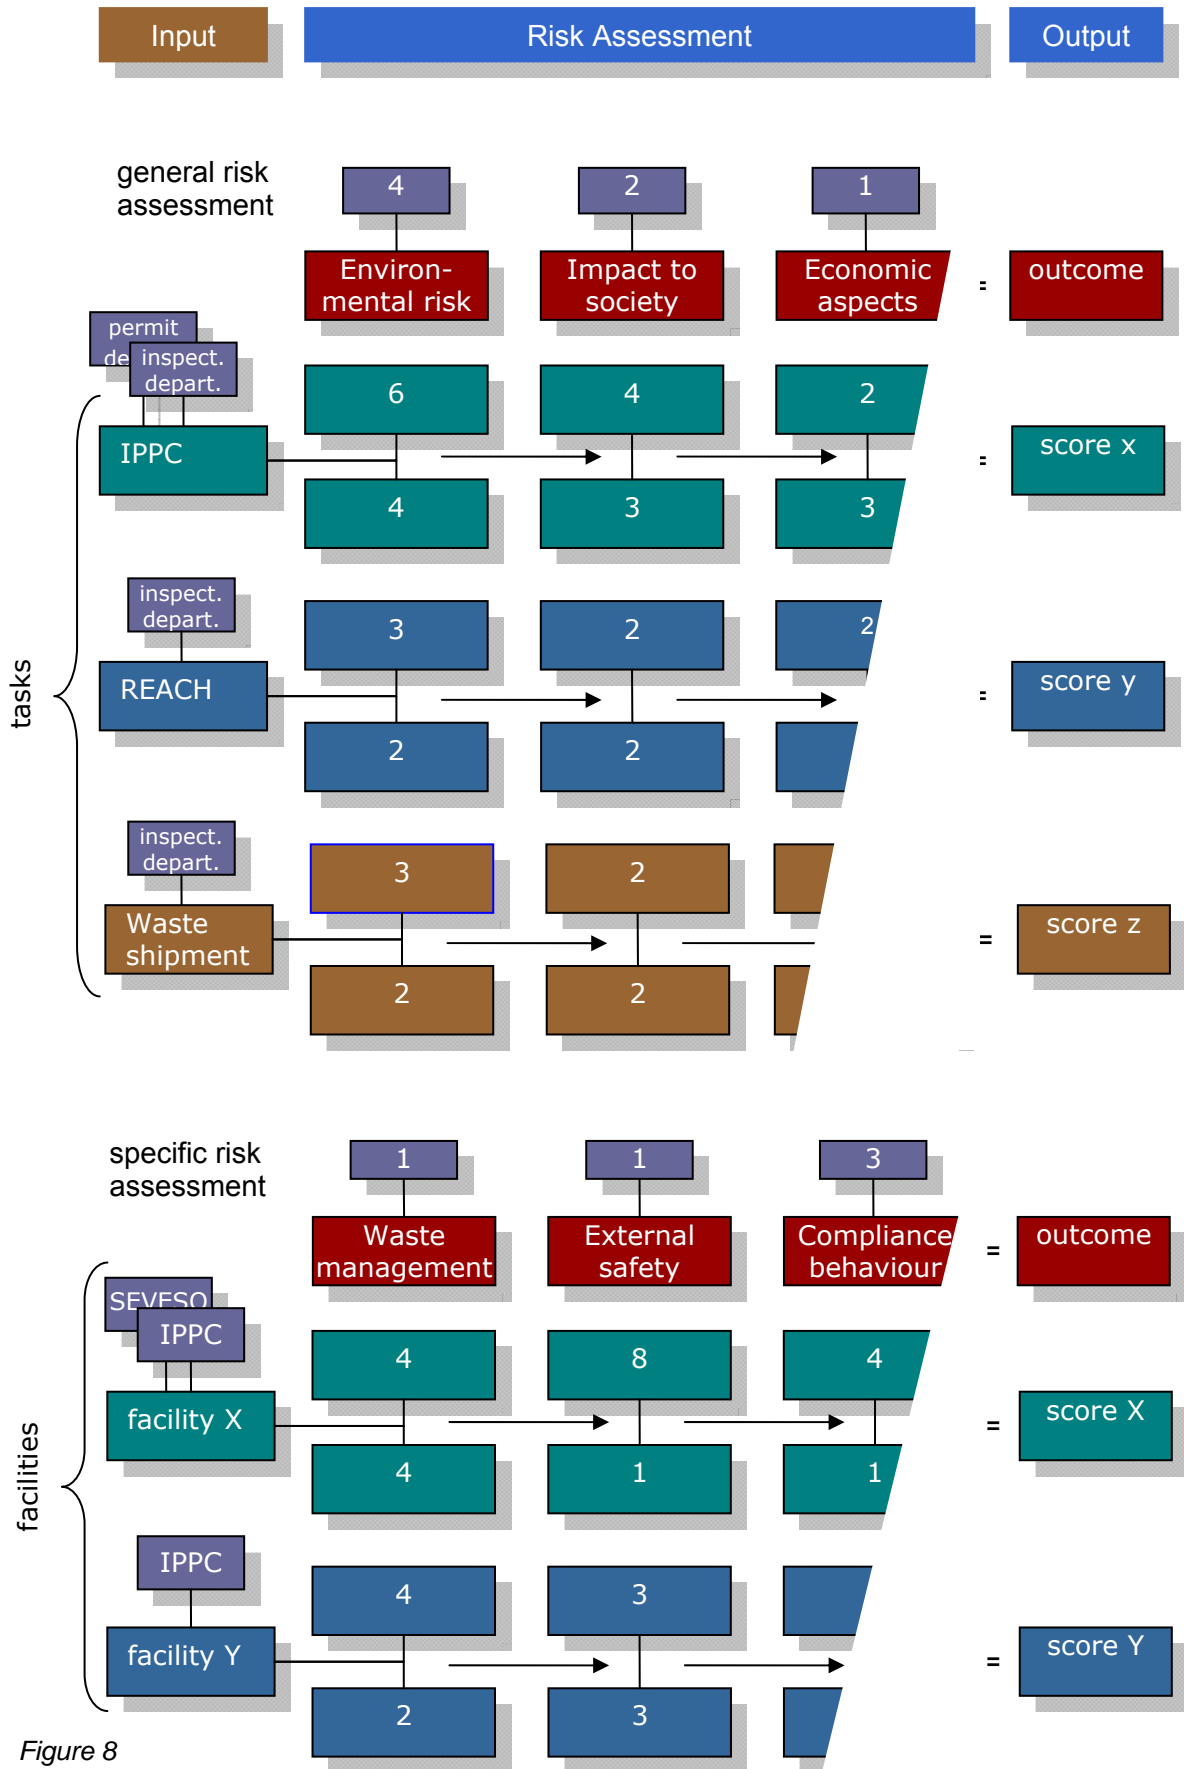 Input
Risk Assessment
Output
general risk
assessment
4
2
1
Environ-
mental risk
Impact to
society
Economic
aspects
=
outcome
permit
de
inspect.
depart.
6
4
2
IPPC
=
score x
4
3
3
inspect.
depart.
3
2
2
tasks
REACH
=
score y
2
2
inspect.
depart.
3
2
Waste
shipment
=
score z
2
2
specific risk
assessment
1
1
3
Waste
management
External
safety
Compliance
behaviour
=
outcome
SEVESO
IPPC
4
8
4
facility X
=
score X
4
1
1
facilities
IPPC
4
3
facility Y
=
score Y
2
3
Figure 8